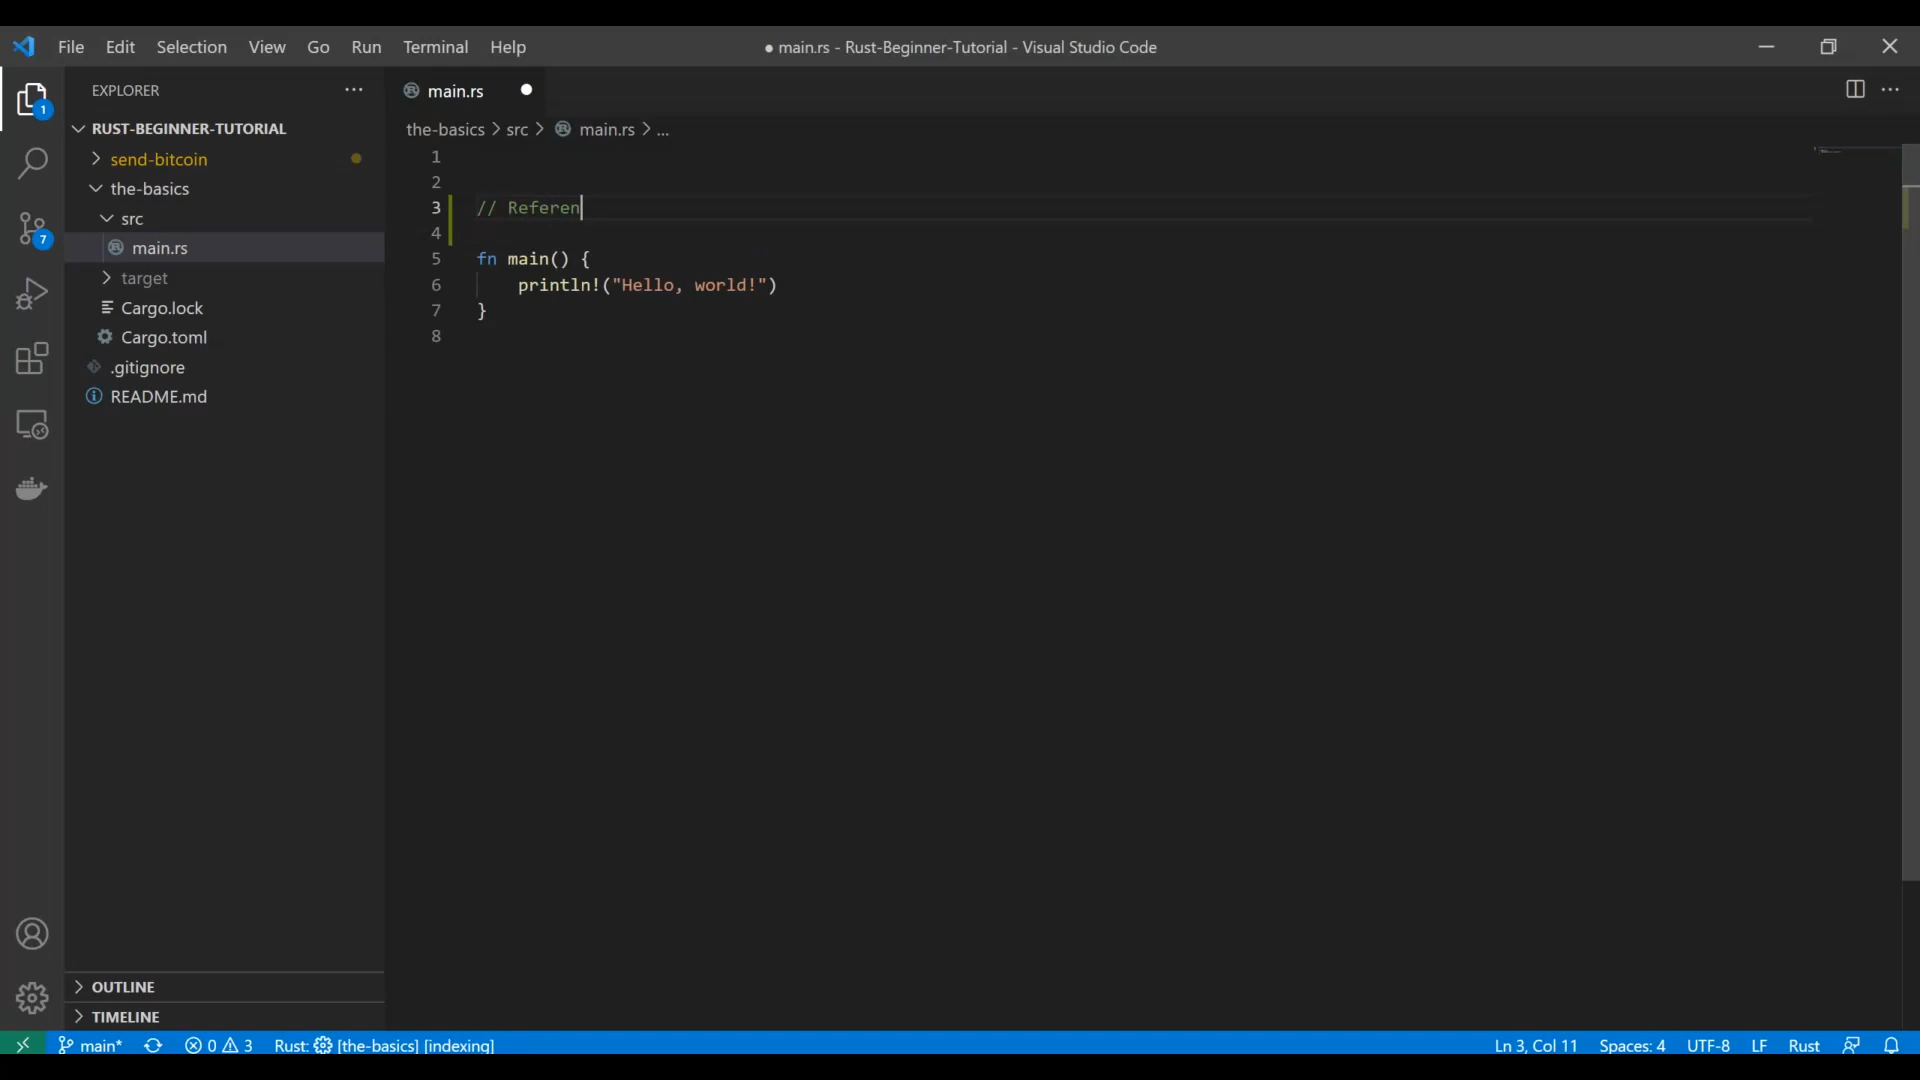 File Edit Selection View Go Run Terminal Help
● main.rs - Rust-Beginner-Tutorial - Visual Studio Code
1
EXPLORER
RUST-BEGINNER-TUTORIAL
send-bitcoin
the-basics
src
main.rs
target
Cargo.lock
Cargo.toml
.gitignore
README.md
7
OUTLINE
TIMELINE
main.rs
the-basics > src > main.rs > ...
1
2
3 // Referen
4
5 fn main() {
6 println!("Hello, world!")
7 }
8
main* 0 3 Rust: [the-basics] [indexing]
Ln 3, Col 11 Spaces: 4 UTF-8 LF Rust